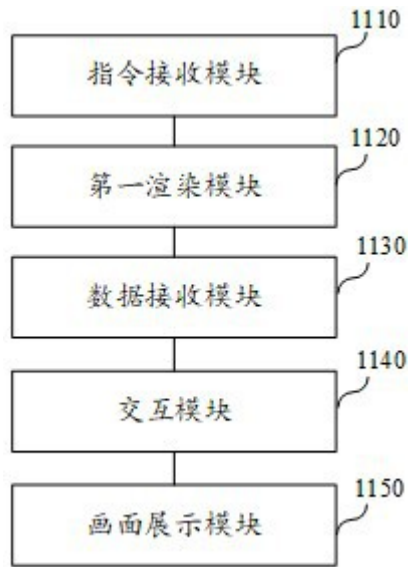 1110
指令接收模块
1120
第一渲染模块
1130
数据接收模块
1140
交互模块
1150
画面展示模块